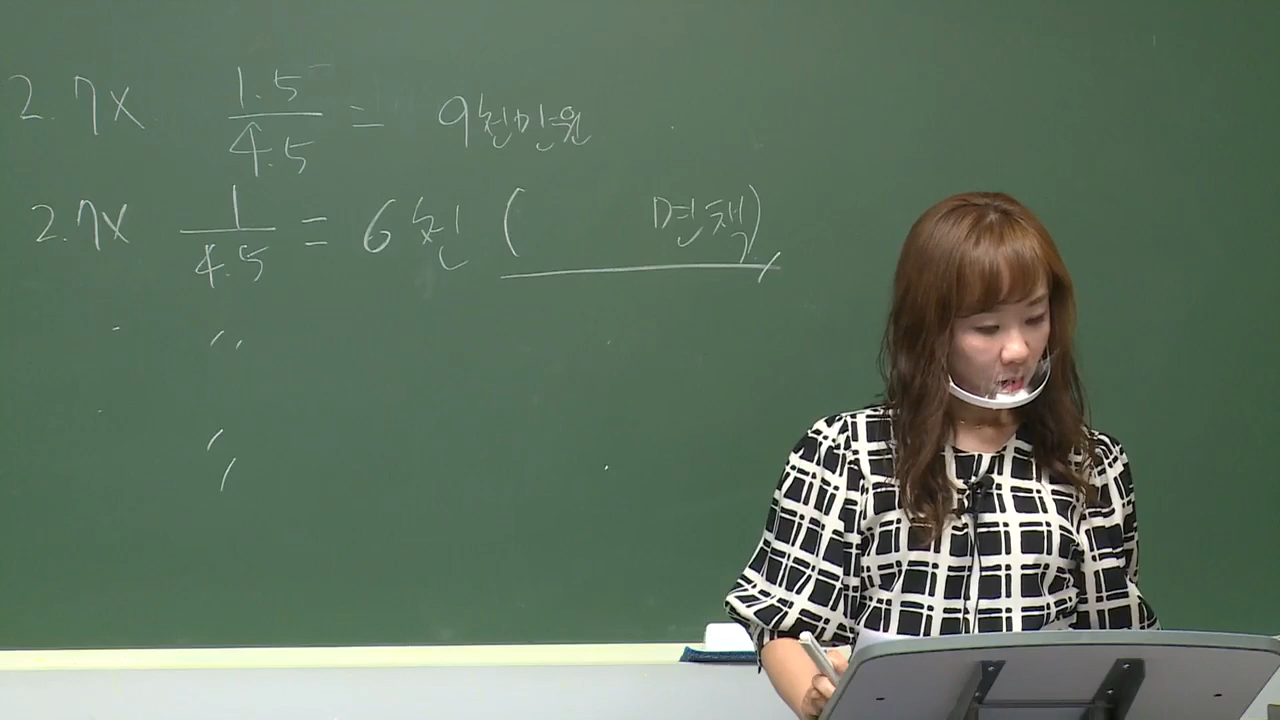 2.7x 1.5/4.5 = 9천만원
2.7x 1/4.5 = 6천 ( 면책)
〃
〃